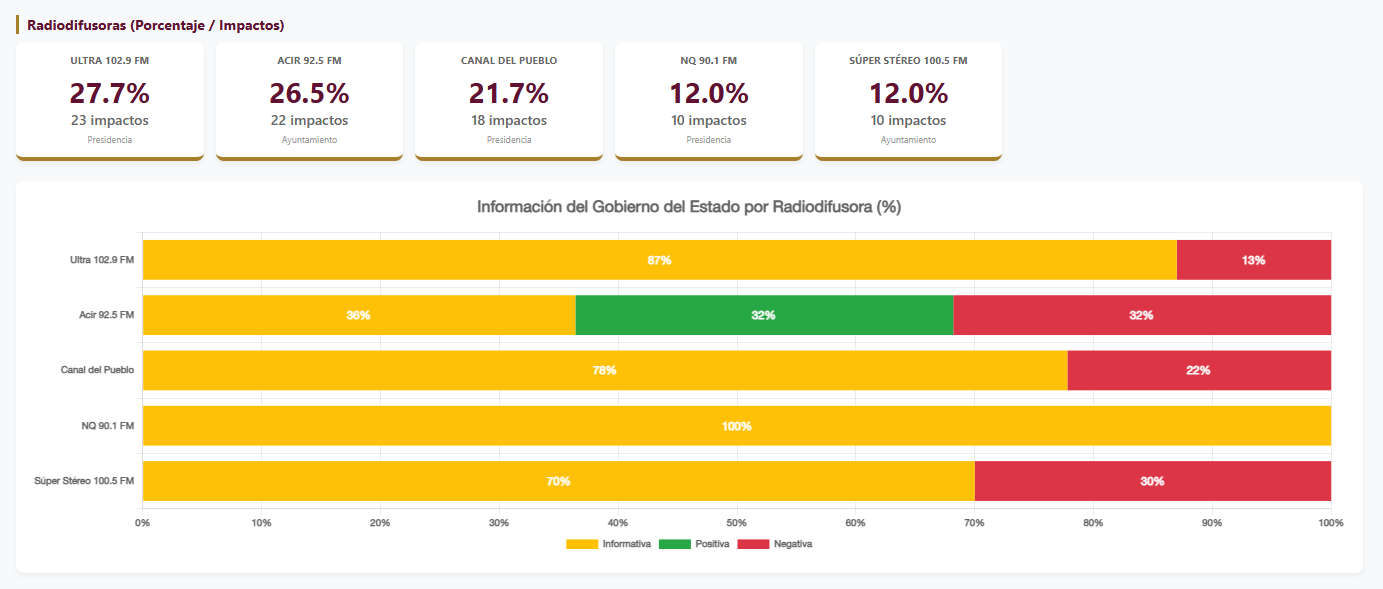 Radiodifusoras (Porcentaje / Impactos)
ULTRA 102.9 FM
27.7%
23 impactos
Presidencia
ACIR 92.5 FM
26.5%
22 impactos
Ayuntamiento
CANAL DEL PUEBLO
21.7%
18 impactos
Presidencia
NQ 90.1 FM
12.0%
10 impactos
Presidencia
SÚPER STÉREO 100.5 FM
12.0%
10 impactos
Ayuntamiento
Información del Gobierno del Estado por Radiodifusora (%)
Ultra 102.9 FM 87% 13%
Acir 92.5 FM 36% 32% 32%
Canal del Pueblo 78% 22%
NQ 90.1 FM 100%
Súper Stéreo 100.5 FM 70% 30%
0% 10% 20% 30% 40% 50% 60% 70% 80% 90% 100%
Informativa Positiva Negativa